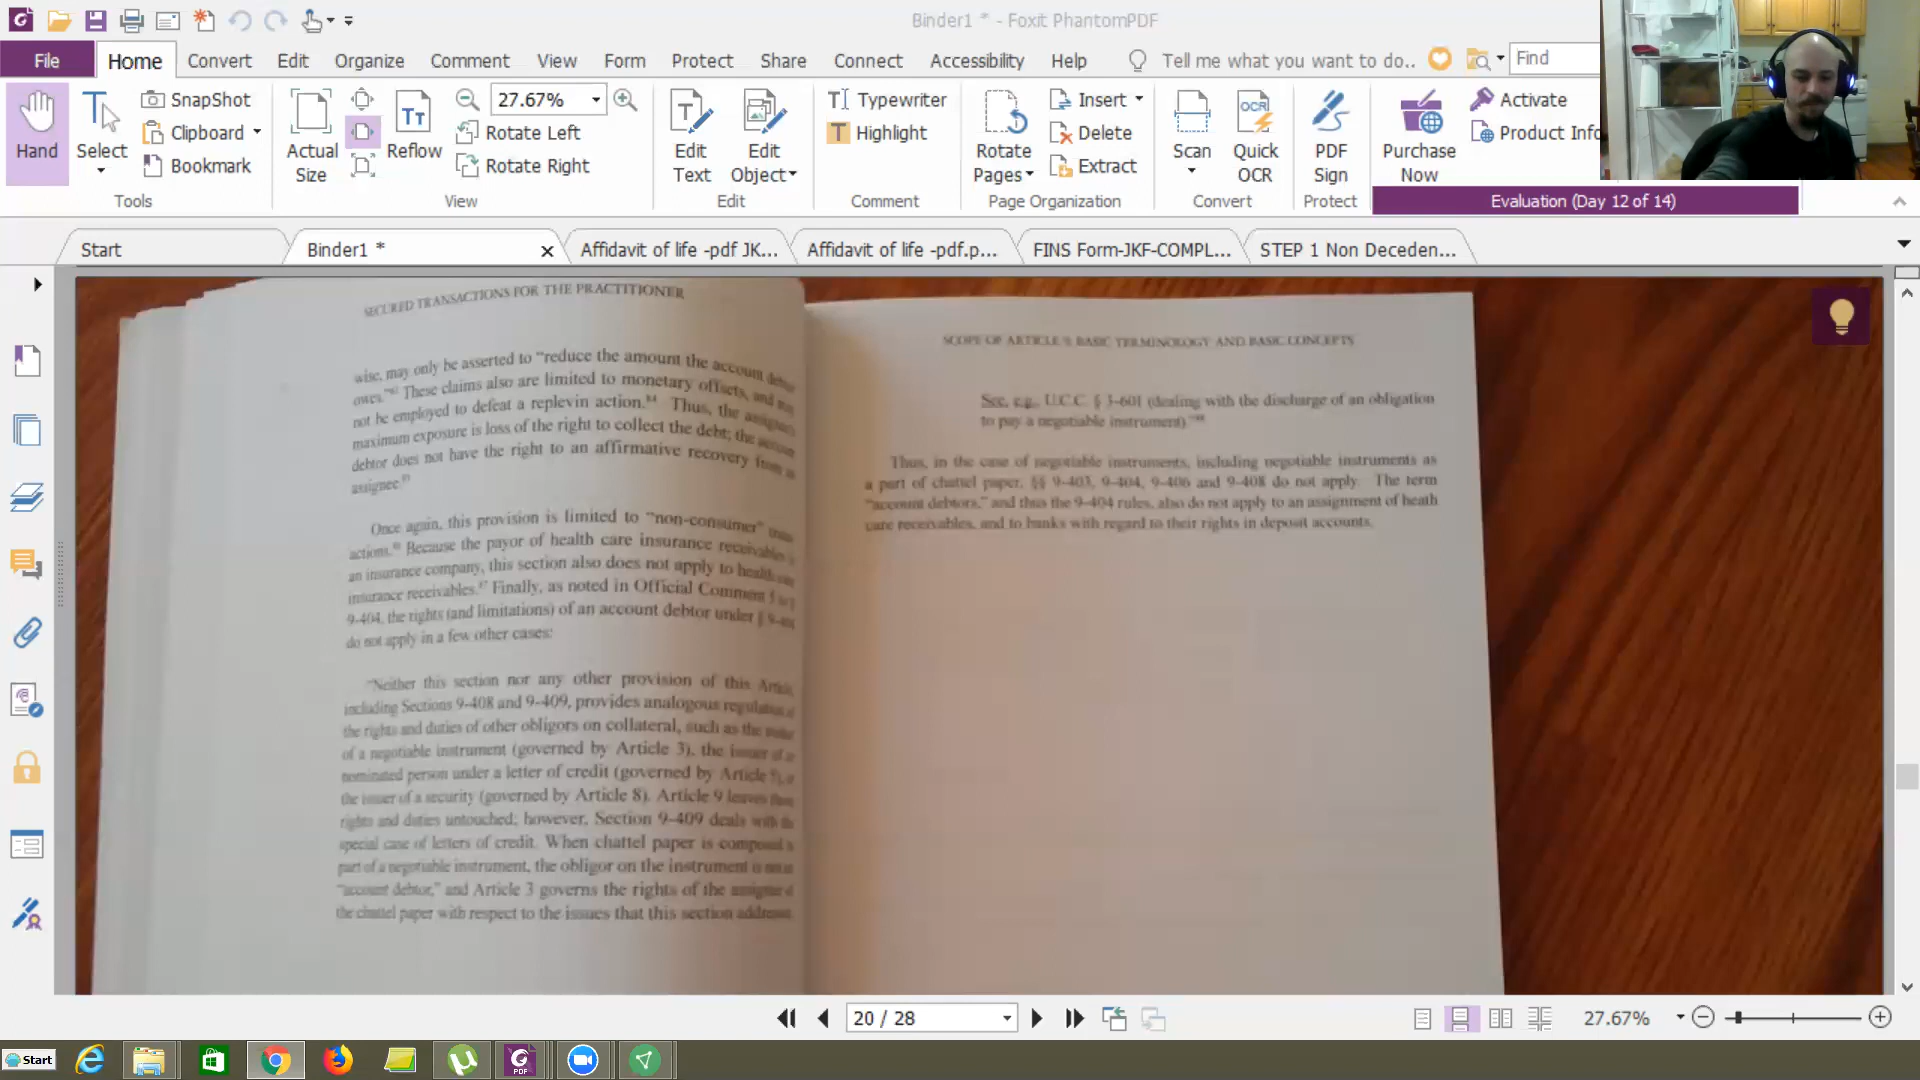 Binder1 * - Foxit PhantomPDF
File
Home
Convert
Edit
Organize
Comment
View
Form
Protect
Share
Connect
Accessibility
Help
Tell me what you want to do..
Find
Hand
Select
SnapShot
Clipboard
Bookmark
Tools
Actual Size
Reflow
27.67%
Rotate Left
Rotate Right
View
Edit Text
Edit Object
Edit
Typewriter
Highlight
Comment
Rotate Pages
Insert
Delete
Extract
Page Organization
Scan
Quick OCR
Convert
PDF Sign
Protect
Purchase Now
Activate
Product Info
Evaluation (Day 12 of 14)
Start
Binder1 *
Affidavit of life -pdf JK...
Affidavit of life -pdf.p...
FINS Form-JKF-COMPL...
STEP 1 Non Deceden...
SECURED TRANSACTIONS FOR THE PRACTITIONER
wise, may only be asserted to “reduce the amount the account debtor
owes.” These claims also are limited to monetary offsets, and may
not be employed to defeat a replevin action.84 Thus, the assignee's
maximum exposure is loss of the right to collect the debt; the account
debtor does not have the right to an affirmative recovery from
assignee.
Once again, this provision is limited to “non-consumer”
actions. Because the payor of health care insurance receivables
an insurance company, this section also does not apply to health
insurance receivables.87 Finally, as noted in Official Comment
9-404, the rights (and limitations) of an account debtor under §
do not apply in a few other cases:
“Neither this section nor any other provision of this Article,
including Sections 9-408 and 9-409, provides analogous regulation of
the rights and duties of other obligors on collateral, such as the
of a negotiable instrument (governed by Article 3), the issuer of
nominated person under a letter of credit (governed by Article
the issuer of a security (governed by Article 8). Article 9 leaves
rights and duties untouched; however, Section 9-409 deals with the
special case of letters of credit. When chattel paper is composed
part of a negotiable instrument, the obligor on the instrument is
“account debtor,” and Article 3 governs the rights of the assignee of
the chattel paper with respect to the issues that this section addresses.
SCOPE OF ARTICLE 9: BASIC TERMINOLOGY AND BASIC CONCEPTS
See, e.g., U.C.C. § 3-601 (dealing with the discharge of an obligation
to pay a negotiable instrument).”88
Thus, in the case of negotiable instruments, including negotiable instruments as
a part of chattel paper, §§ 9-403, 9-404, 9-406 and 9-408 do not apply. The term
“account debtors,” and thus the 9-404 rules, also do not apply to an assignment of heath
care receivables, and to banks with regard to their rights in deposit accounts.
20 / 28
27.67%
Start
PDF